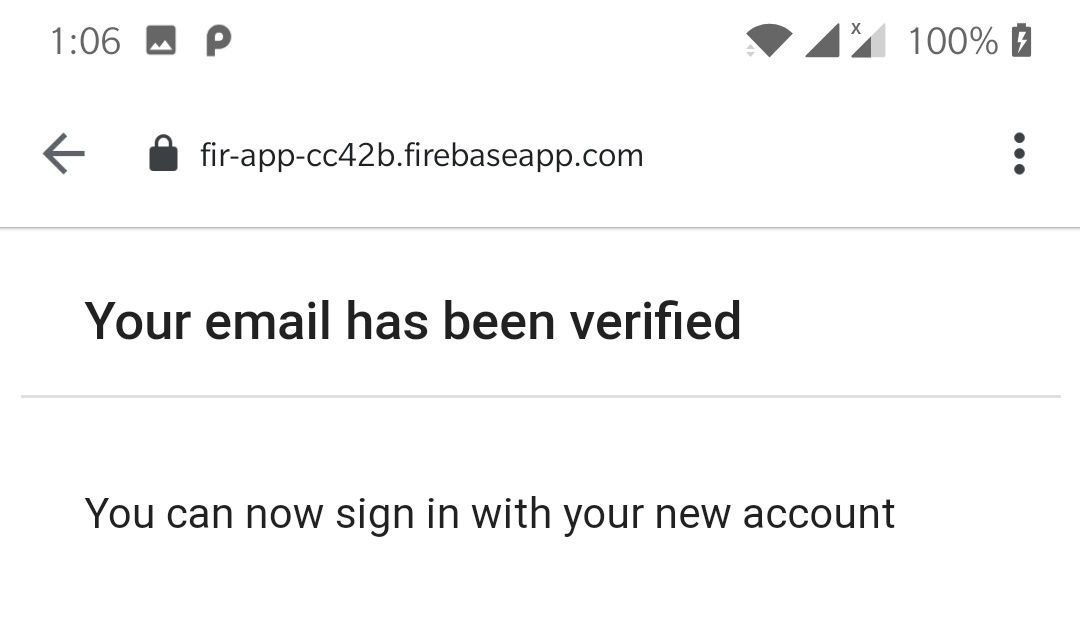 1:06 100%
fir-app-cc42b.firebaseapp.com
Your email has been verified
You can now sign in with your new account